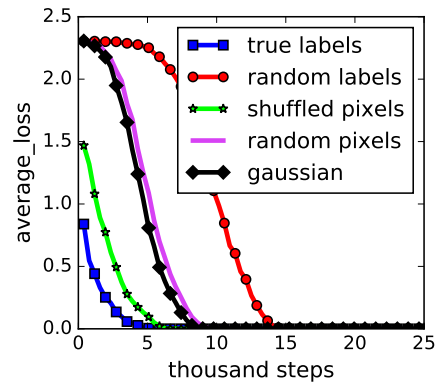 2.5
2.0
1.5
1.0
0.5
0.0
average_loss
true labels
random labels
shuffled pixels
random pixels
gaussian
0 5 10 15 20 25
thousand steps